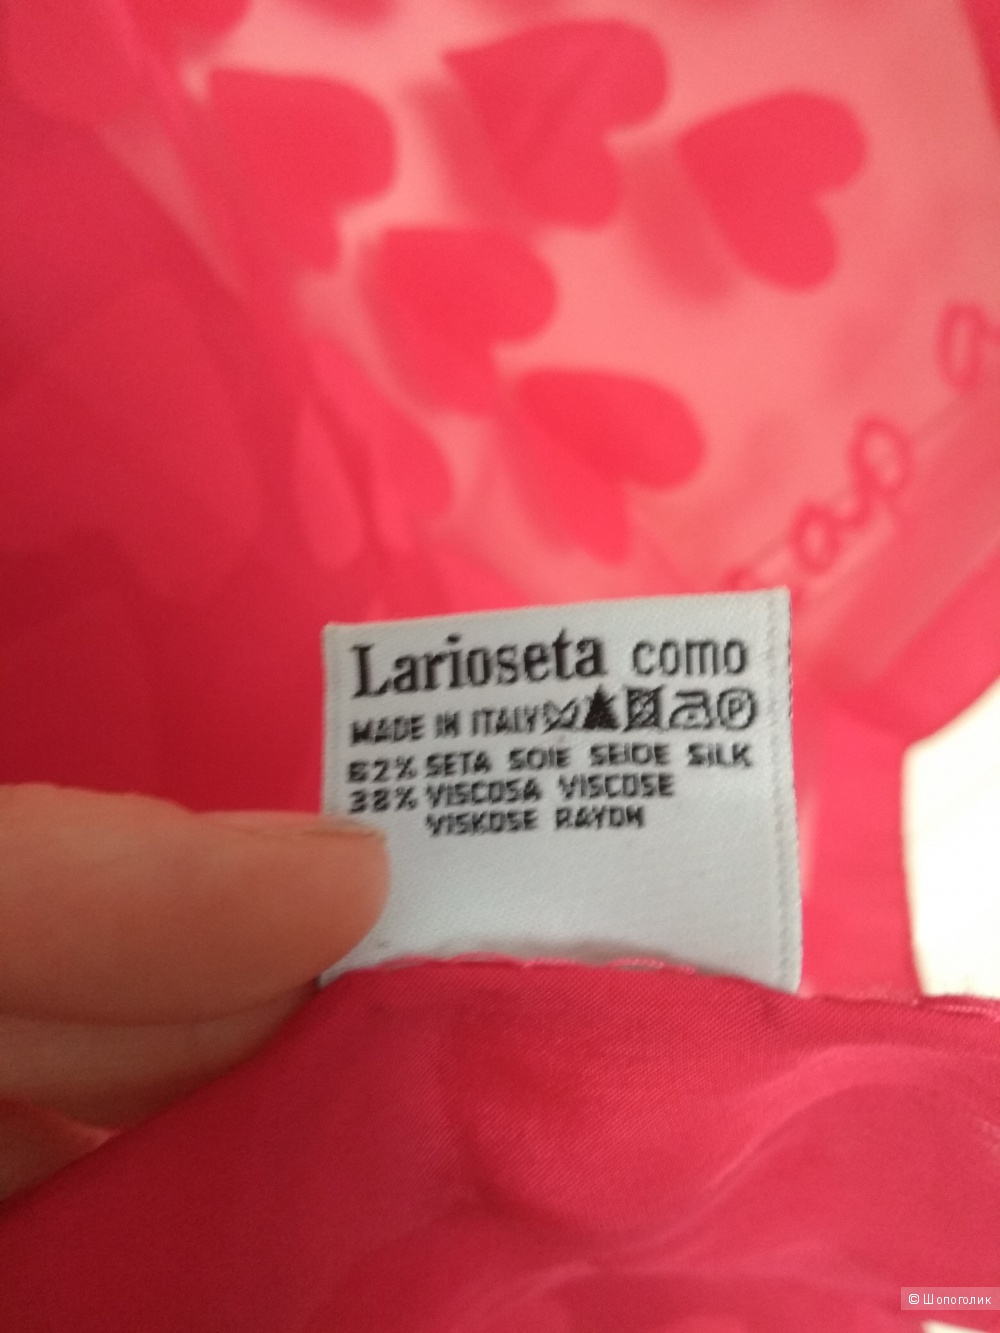 Larioseta como
MADE IN ITALY P
62% SETA SOIE SEIDE SILK
38% VISCOSA VISCOSE
VISKOSE RAYON
© Шопоголик